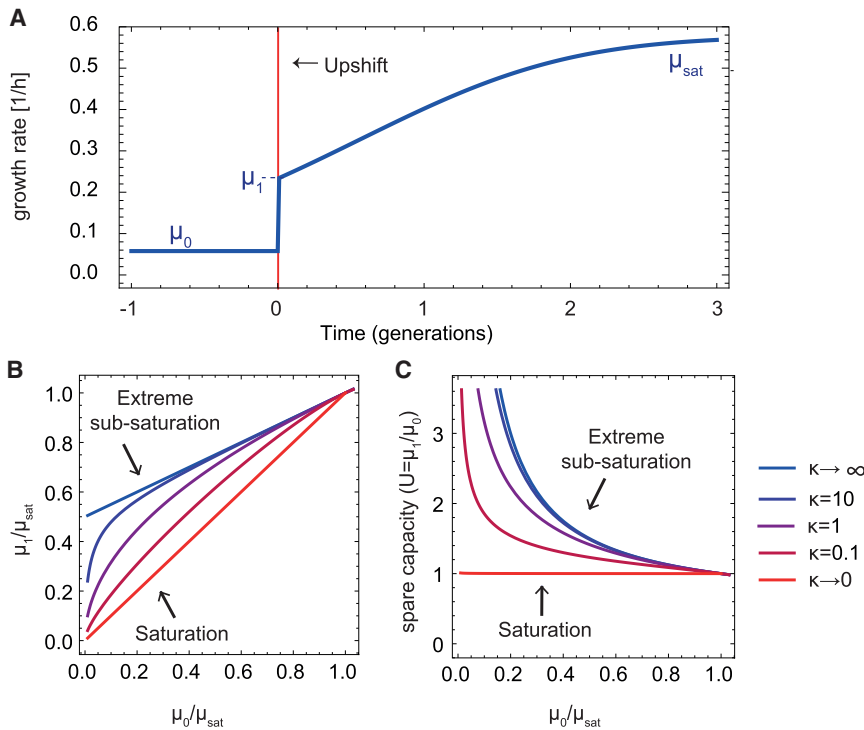 A
growth rate [1/h]
0.6
0.5
0.4
0.3
0.2
0.1
0.0
← Upshift
μ0
μ1
μsat
-1
0
1
2
3
Time (generations)
B
μ1/μsat
1.0
0.8
0.6
0.4
0.2
0.0
Extreme
sub-saturation
Saturation
0.0 0.2 0.4 0.6 0.8 1.0
μ0/μsat
C
spare capacity (U=μ1/μ0)
3
2
1
0
Extreme
sub-saturation
Saturation
0.0 0.2 0.4 0.6 0.8 1.0
μ0/μsat
κ→ ∞
κ=10
κ=1
κ=0.1
κ→0